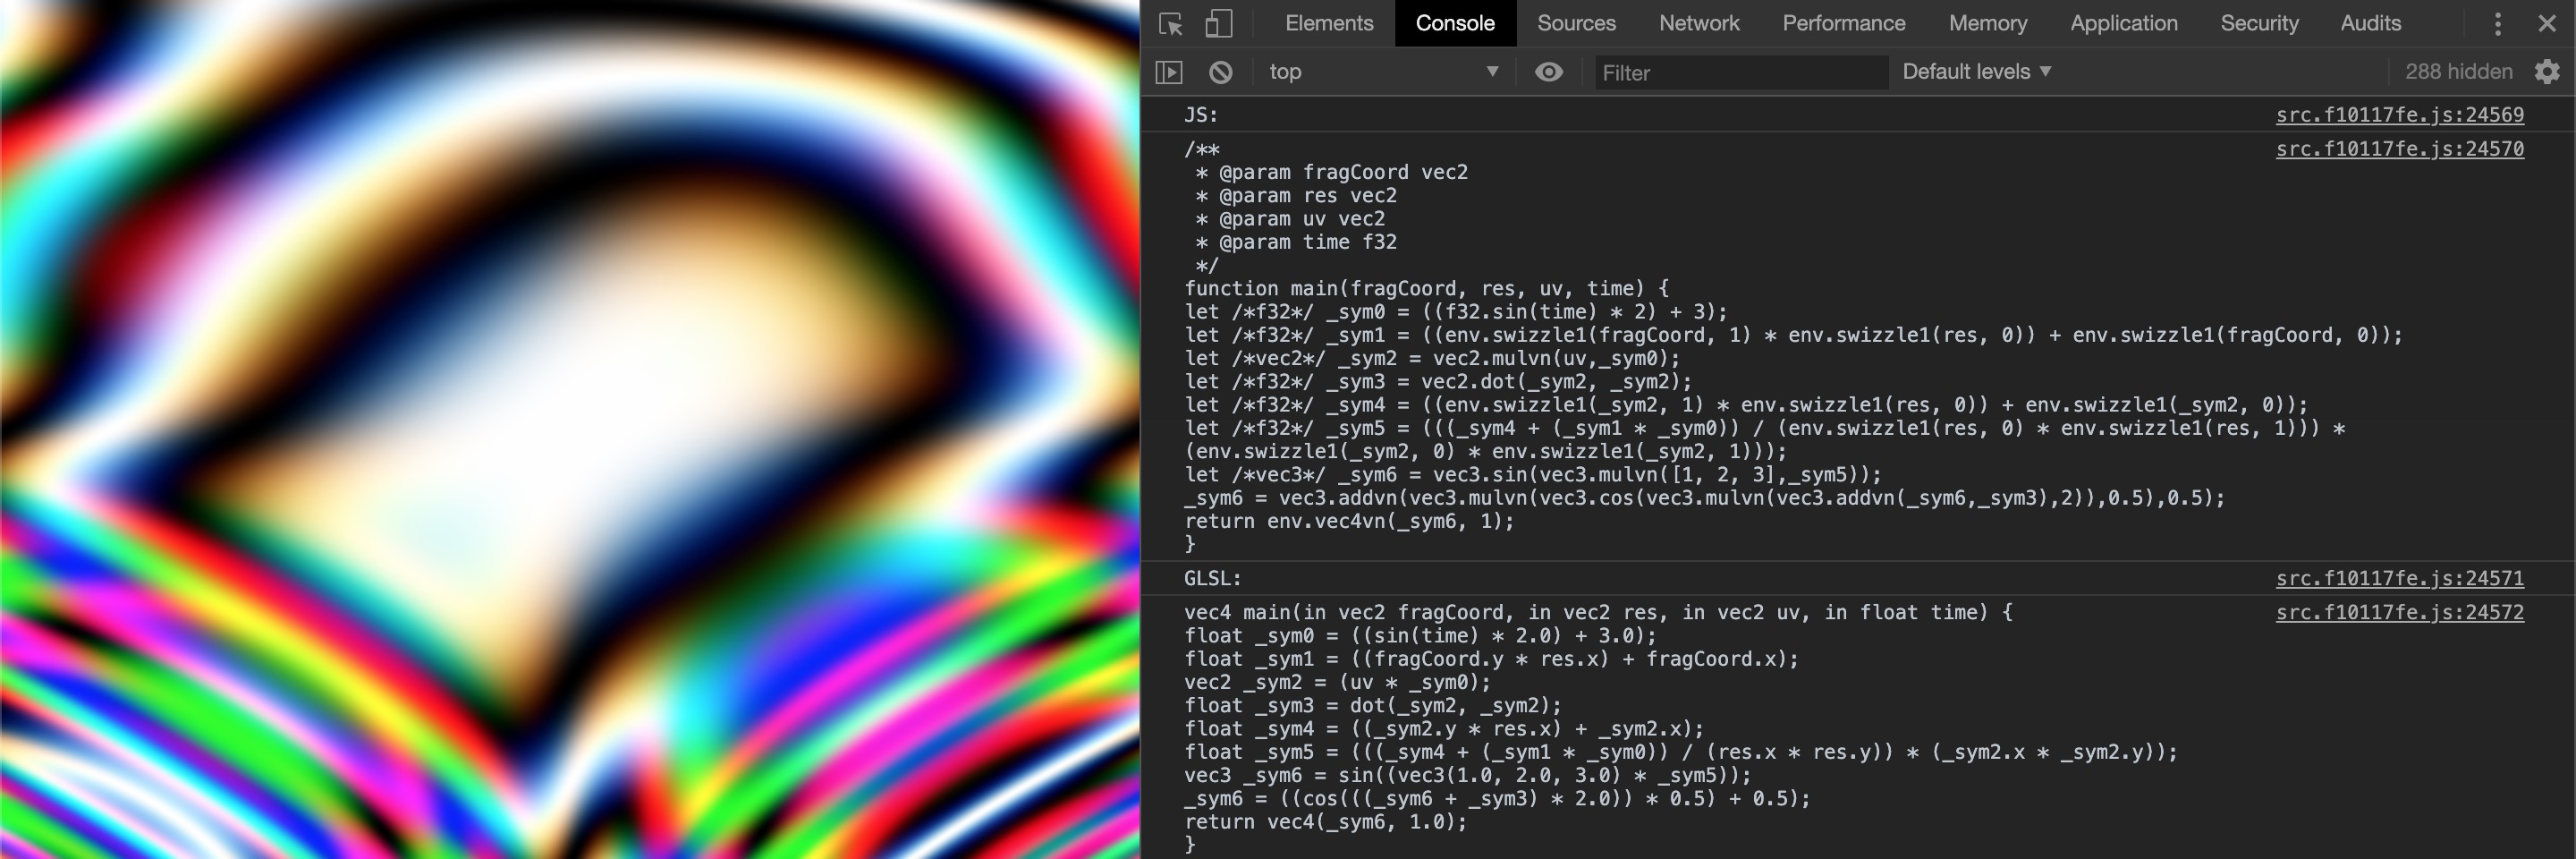 Elements Console Sources Network Performance Memory Application Security Audits
top Filter Default levels 288 hidden
JS: src.f10117fe.js:24569
/** src.f10117fe.js:24570
* @param fragCoord vec2
* @param res vec2
* @param uv vec2
* @param time f32
*/
function main(fragCoord, res, uv, time) {
let /*f32*/ _sym0 = ((f32.sin(time) * 2) + 3);
let /*f32*/ _sym1 = ((env.swizzle1(fragCoord, 1) * env.swizzle1(res, 0)) + env.swizzle1(fragCoord, 0));
let /*vec2*/ _sym2 = vec2.mulvn(uv,_sym0);
let /*f32*/ _sym3 = vec2.dot(_sym2, _sym2);
let /*f32*/ _sym4 = ((env.swizzle1(_sym2, 1) * env.swizzle1(res, 0)) + env.swizzle1(_sym2, 0));
let /*f32*/ _sym5 = (((_sym4 + (_sym1 * _sym0)) / (env.swizzle1(res, 0) * env.swizzle1(res, 1))) *
(env.swizzle1(_sym2, 0) * env.swizzle1(_sym2, 1)));
let /*vec3*/ _sym6 = vec3.sin(vec3.mulvn([1, 2, 3],_sym5));
_sym6 = vec3.addvn(vec3.mulvn(vec3.cos(vec3.mulvn(vec3.addvn(_sym6,_sym3),2)),0.5),0.5);
return env.vec4vn(_sym6, 1);
}
GLSL: src.f10117fe.js:24571
vec4 main(in vec2 fragCoord, in vec2 res, in vec2 uv, in float time) { src.f10117fe.js:24572
float _sym0 = ((sin(time) * 2.0) + 3.0);
float _sym1 = ((fragCoord.y * res.x) + fragCoord.x);
vec2 _sym2 = (uv * _sym0);
float _sym3 = dot(_sym2, _sym2);
float _sym4 = ((_sym2.y * res.x) + _sym2.x);
float _sym5 = (((_sym4 + (_sym1 * _sym0)) / (res.x * res.y)) * (_sym2.x * _sym2.y));
vec3 _sym6 = sin((vec3(1.0, 2.0, 3.0) * _sym5));
_sym6 = ((cos(((_sym6 + _sym3) * 2.0)) * 0.5) + 0.5);
return vec4(_sym6, 1.0);
}